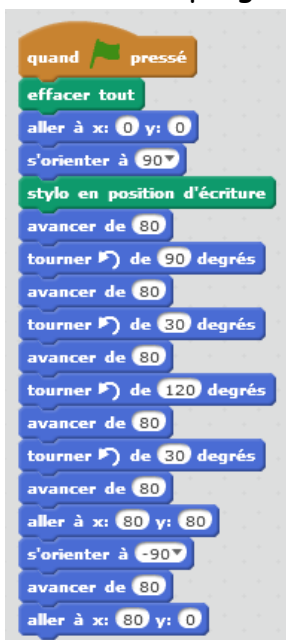 quand pressé
effacer tout
aller à x: 0 y: 0
s'orienter à 90
stylo en position d'écriture
avancer de 80
tourner de 90 degrés
avancer de 80
tourner de 30 degrés
avancer de 80
tourner de 120 degrés
avancer de 80
tourner de 30 degrés
avancer de 80
aller à x: 80 y: 80
s'orienter à -90
avancer de 80
aller à x: 80 y: 0